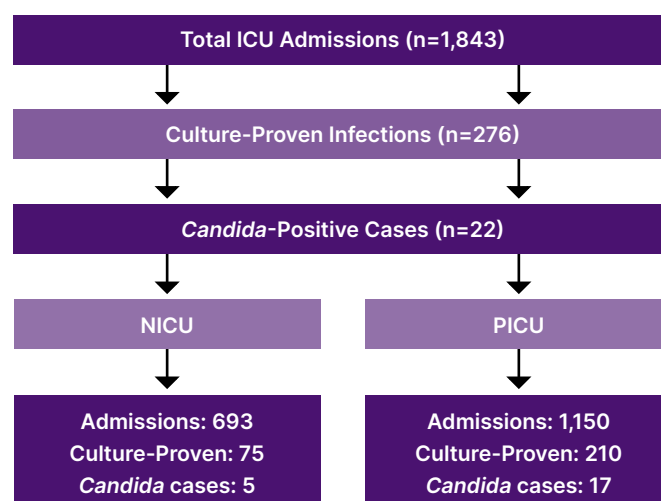 Total ICU Admissions (n=1,843)
Culture-Proven Infections (n=276)
Candida-Positive Cases (n=22)
NICU
PICU
Admissions: 693
Culture-Proven: 75
Candida cases: 5
Admissions: 1,150
Culture-Proven: 210
Candida cases: 17